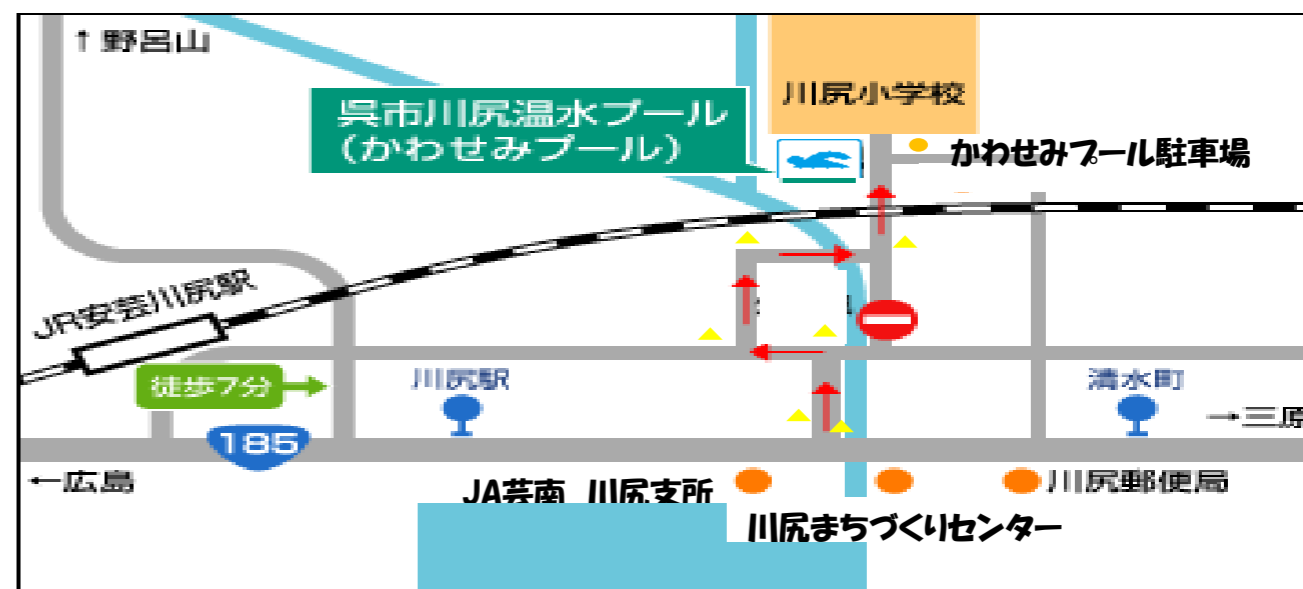 ↑野呂山
川尻小学校
呉市川尻温水プール
(かわせみプール)
かわせみプール駐車場
JR安芸川尻駅
徒歩7分
川尻駅
清水町
185
→三原
←広島
JA芸南 川尻支所
川尻郵便局
川尻まちづくりセンター